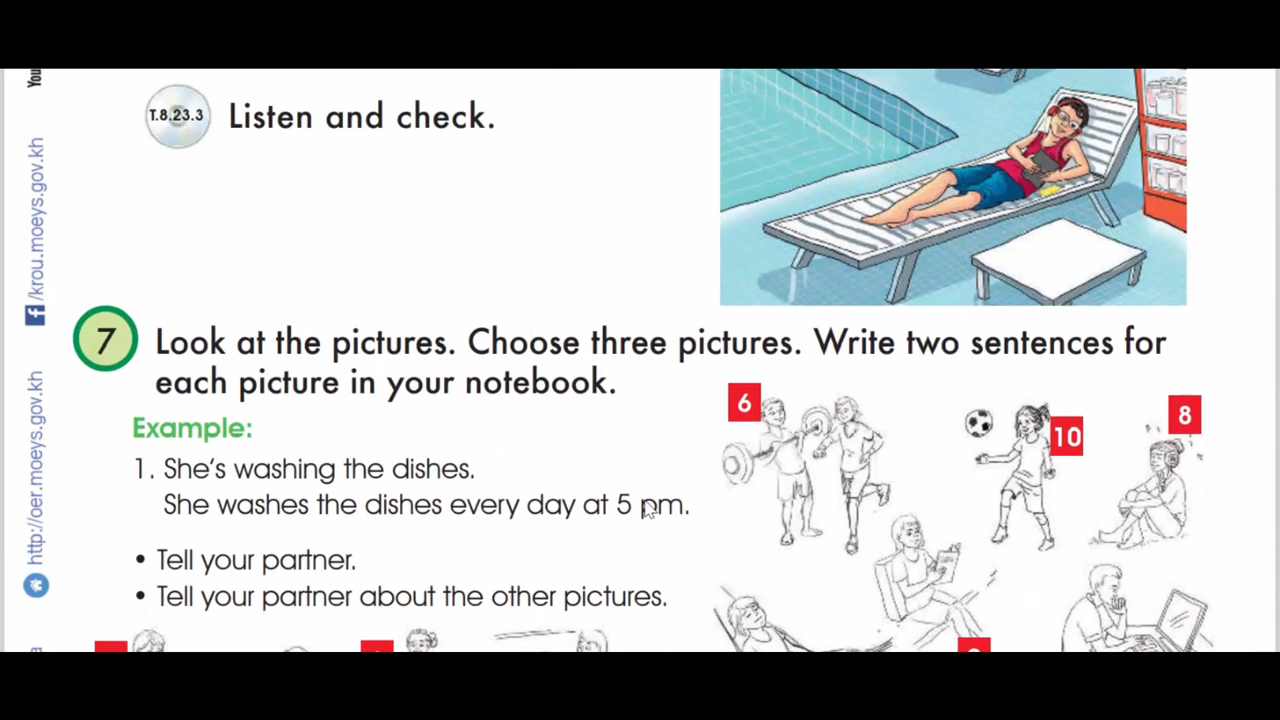 You
/krou.moeys.gov.kh
http://oer.moeys.gov.kh
T.8.23.3
Listen and check.
7
Look at the pictures. Choose three pictures. Write two sentences for
each picture in your notebook.
Example:
1. She's washing the dishes.
She washes the dishes every day at 5 pm.
• Tell your partner.
• Tell your partner about the other pictures.
6
10
8